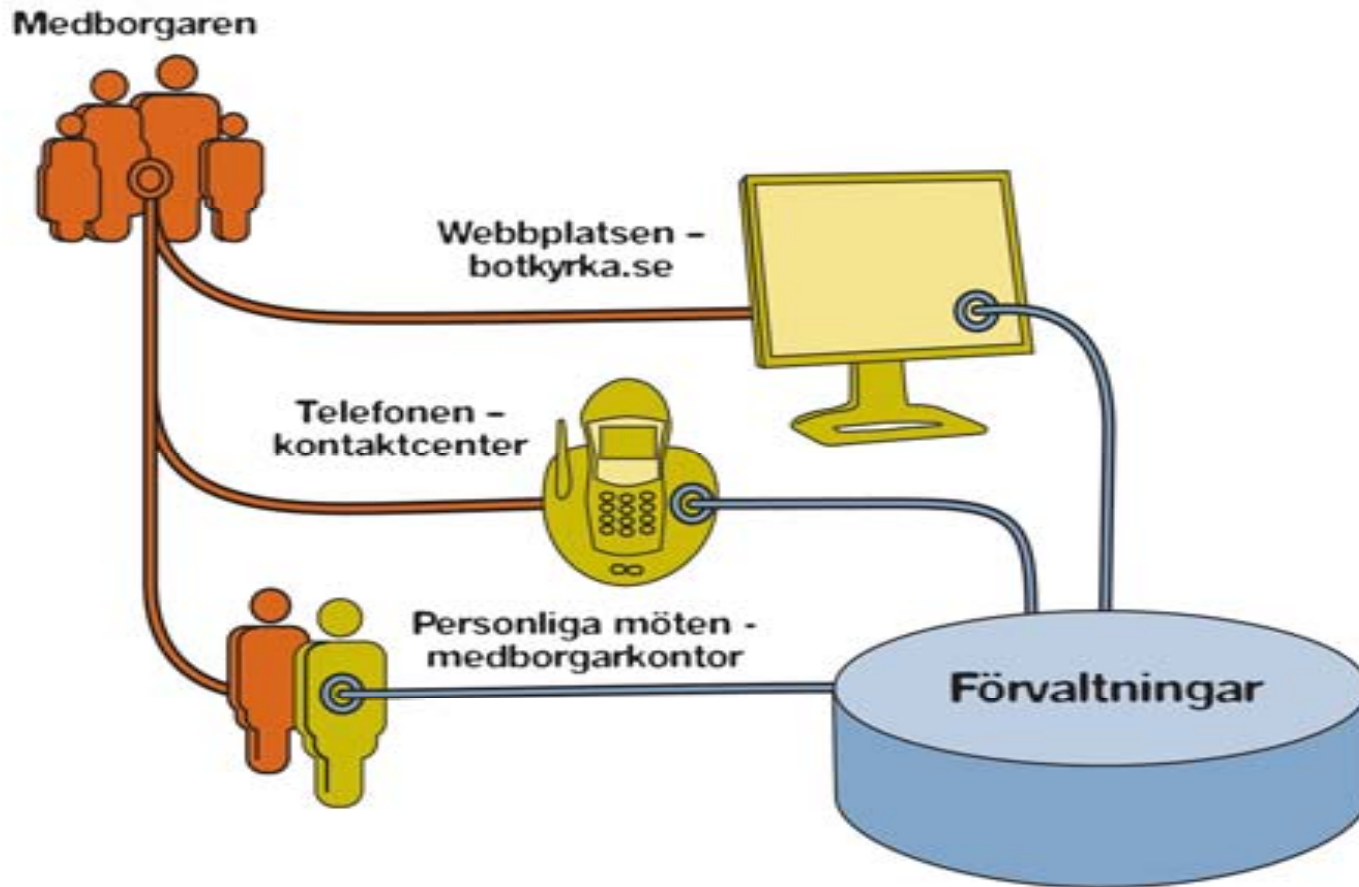 Medborgaren
Webbplatsen –
botkyrka.se
Telefonen –
kontaktcenter
Personliga möten -
medborgarkontor
Förvaltningar